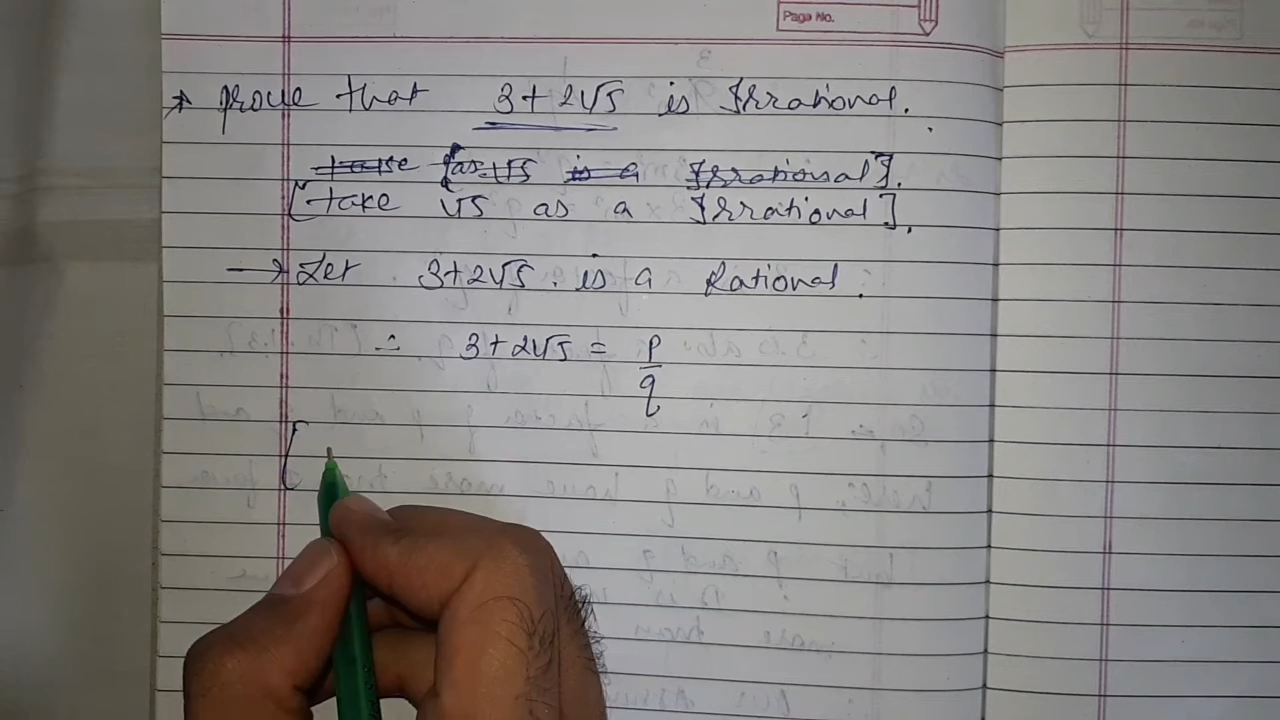 Page No.
→ prove that 3+2√5 is Irrational.
take as √5 is a Irrational].
[take √5 as a Irrational].
→ Let 3+2√5 . is a Rational.
∴ 3+2√5 = p/q
[